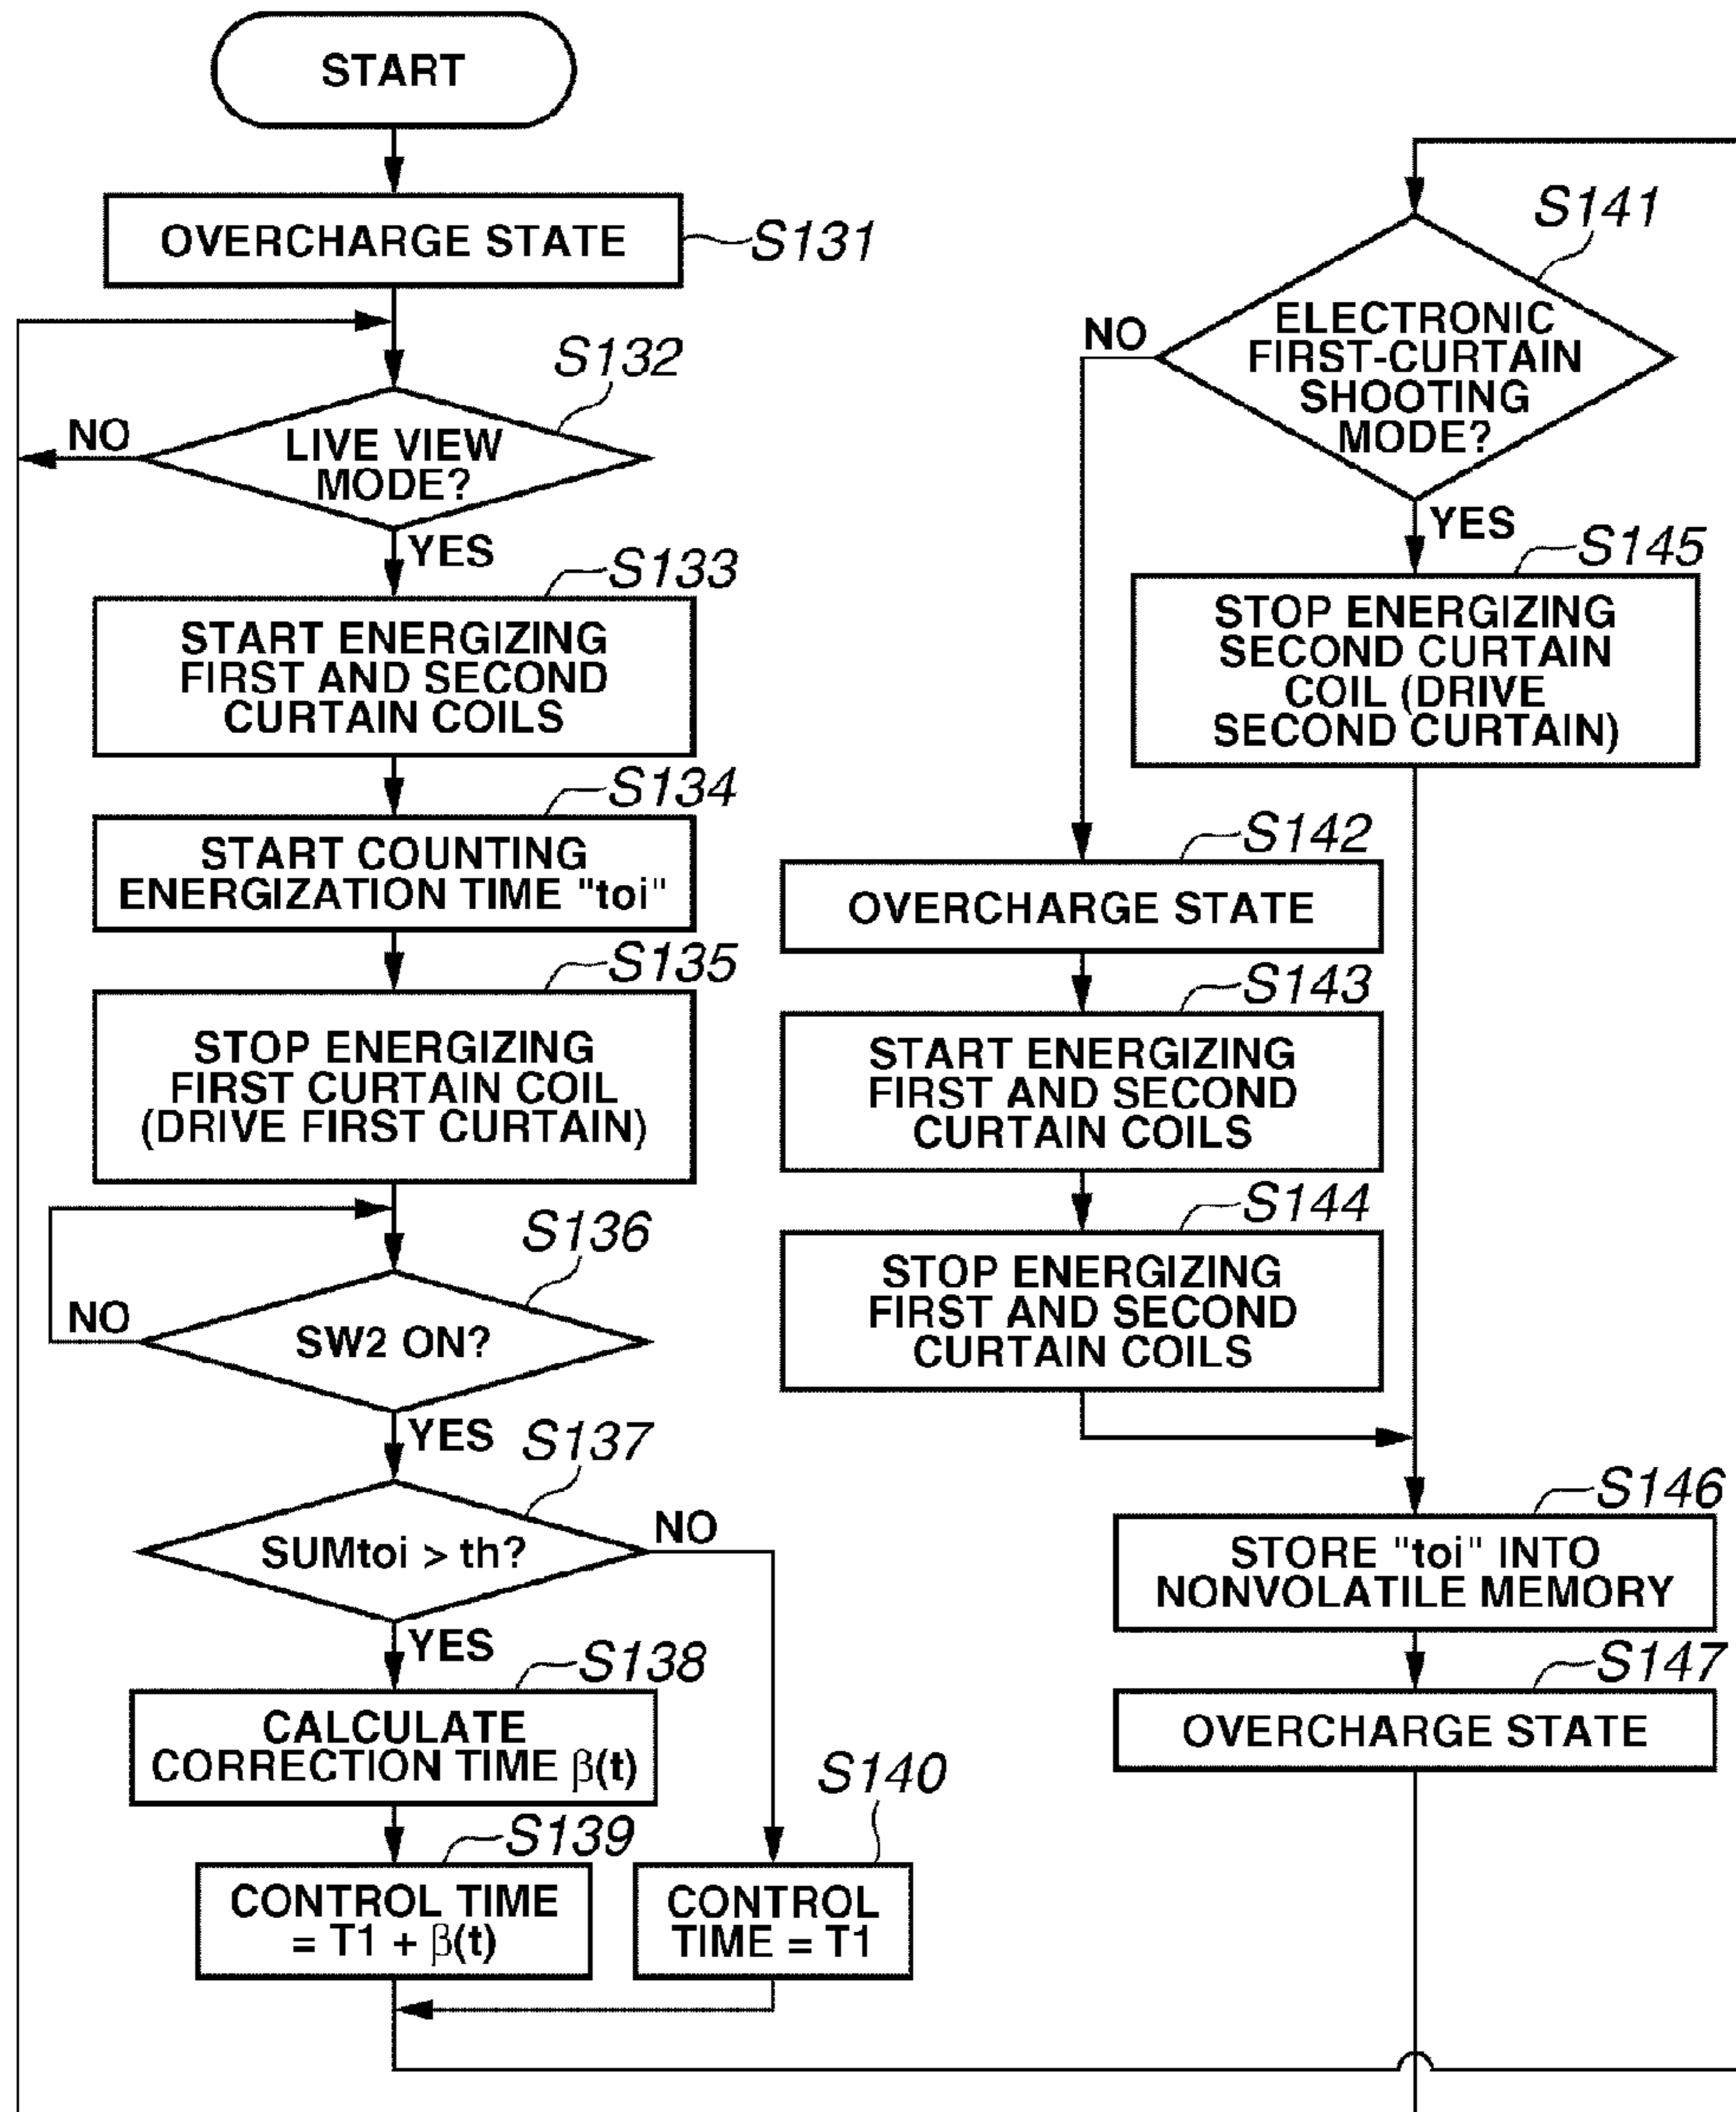 START
OVERCHARGE STATE
S131
S132
LIVE VIEW
MODE?
NO
YES
S133
START ENERGIZING
FIRST AND SECOND
CURTAIN COILS
S134
START COUNTING
ENERGIZATION TIME "toi"
S135
STOP ENERGIZING
FIRST CURTAIN COIL
(DRIVE FIRST CURTAIN)
S136
SW2 ON?
NO
YES
S137
SUMtoi > th?
NO
YES
S138
CALCULATE
CORRECTION TIME β(t)
S139
CONTROL TIME
= T1 + β(t)
S140
CONTROL
TIME = T1
S141
ELECTRONIC
FIRST-CURTAIN
SHOOTING
MODE?
NO
YES
S145
STOP ENERGIZING
SECOND CURTAIN
COIL (DRIVE
SECOND CURTAIN)
S142
OVERCHARGE STATE
S143
START ENERGIZING
FIRST AND SECOND
CURTAIN COILS
S144
STOP ENERGIZING
FIRST AND SECOND
CURTAIN COILS
S146
STORE "toi" INTO
NONVOLATILE MEMORY
S147
OVERCHARGE STATE